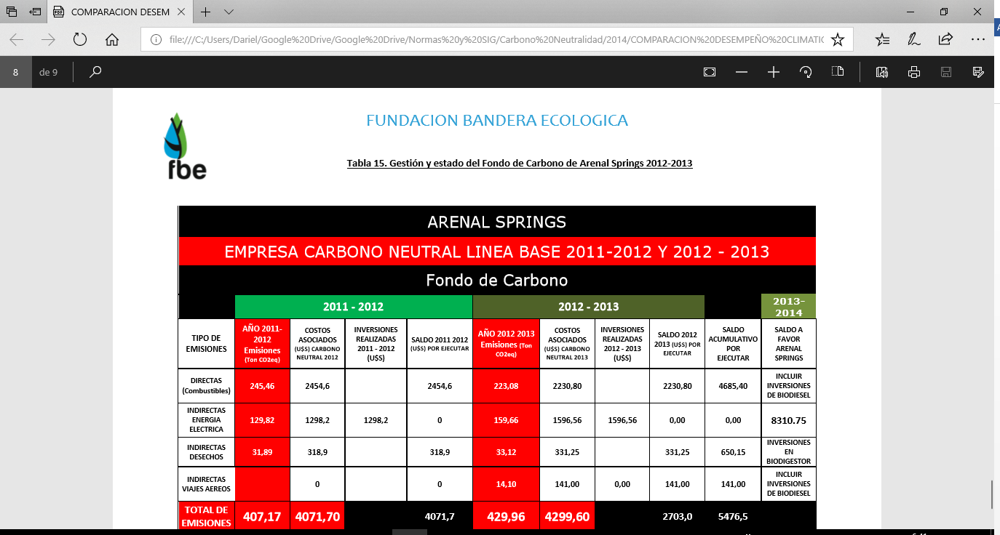 COMPARACION DESEM
file:///C:/Users/Dariel/Google%20Drive/Google%20Drive/Normas%20y%20SIG/Carbono%20Neutralidad/2014/COMPARACION%20DESEMPEÑO%20CLIMATIC
8 de 9
FUNDACION BANDERA ECOLOGICA
fbe
Tabla 15. Gestión y estado del Fondo de Carbono de Arenal Springs 2012-2013
ARENAL SPRINGS
EMPRESA CARBONO NEUTRAL LINEA BASE 2011-2012 Y 2012 - 2013
Fondo de Carbono
2011 - 2012
2012 - 2013
2013-
2014
TIPO DE
EMISIONES
AÑO 2011-
2012
Emisiones
(Ton CO2eq)
COSTOS
ASOCIADOS
(U$S) CARBONO
NEUTRAL 2012
INVERSIONES
REALIZADAS
2011 - 2012
(U$S)
SALDO 2011 2012
(U$S) POR EJECUTAR
AÑO 2012 2013
Emisiones (Ton
CO2eq)
COSTOS
ASOCIADOS
(U$S) CARBONO
NEUTRAL 2013
INVERSIONES
REALIZADAS
2012 - 2013
(U$S)
SALDO 2012
2013 (U$S) POR
EJECUTAR
SALDO
ACUMULATIVO
POR
EJECUTAR
SALDO A
FAVOR
ARENAL
SPRINGS
DIRECTAS
(Combustibles)
245,46
2454,6
2454,6
223,08
2230,80
2230,80
4685,40
INCLUIR
INVERSIONES
DE BIODIESEL
INDIRECTAS
ENERGIA
ELECTRICA
129,82
1298,2
1298,2
0
159,66
1596,56
1596,56
0,00
0,00
8310.75
INDIRECTAS
DESECHOS
31,89
318,9
318,9
33,12
331,25
331,25
650,15
INVERSIONES
EN
BIODIGESTOR
INDIRECTAS
VIAJES AEREOS
0
0
14,10
141,00
0,00
141,00
141,00
INCLUIR
INVERSIONES
DE BIODIESEL
TOTAL DE
EMISIONES
407,17
4071,70
4071,7
429,96
4299,60
2703,0
5476,5